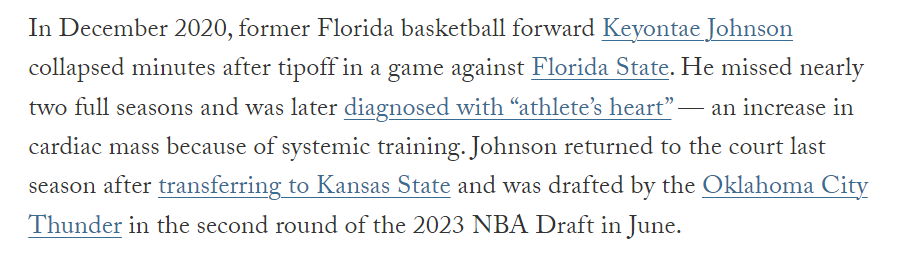 In December 2020, former Florida basketball forward Keyontae Johnson
collapsed minutes after tipoff in a game against Florida State. He missed nearly
two full seasons and was later diagnosed with “athlete’s heart” — an increase in
cardiac mass because of systemic training. Johnson returned to the court last
season after transferring to Kansas State and was drafted by the Oklahoma City
Thunder in the second round of the 2023 NBA Draft in June.